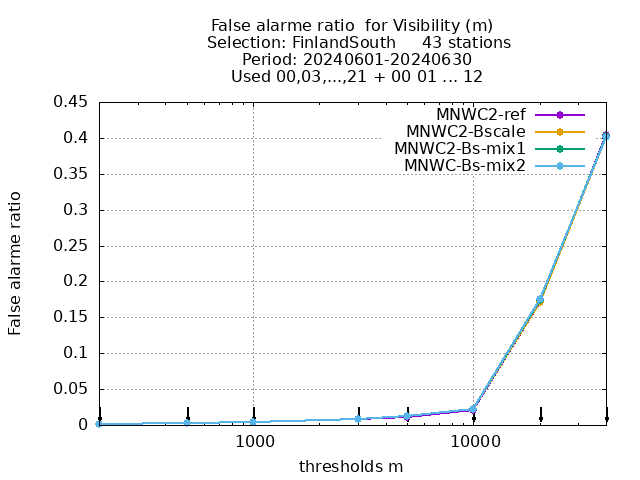 False alarme ratio  for Visibility (m)
Selection: FinlandSouth     43 stations
Period: 20240601-20240630
Used 00,03,...,21 + 00 01 ... 12
MNWC2-ref
MNWC2-Bscale
MNWC2-Bs-mix1
MNWC-Bs-mix2
False alarme ratio
0.45
0.4
0.35
0.3
0.25
0.2
0.15
0.1
0.05
0
1000
10000
thresholds m